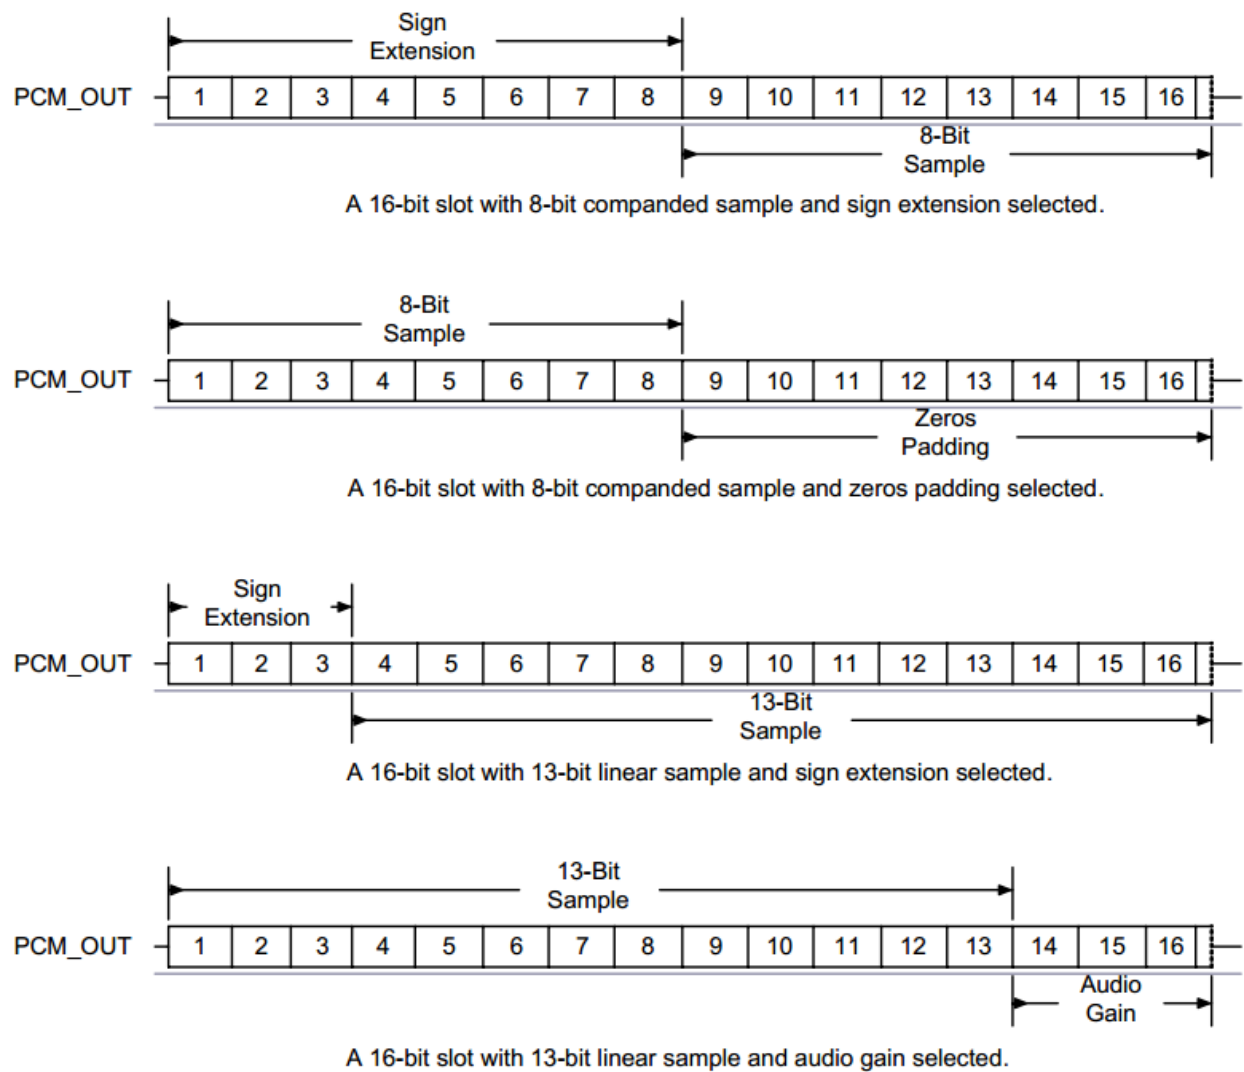 Sign
Extension
PCM_OUT 1 2 3 4 5 6 7 8 9 10 11 12 13 14 15 16
8-Bit
Sample
A 16-bit slot with 8-bit companded sample and sign extension selected.
8-Bit
Sample
PCM_OUT 1 2 3 4 5 6 7 8 9 10 11 12 13 14 15 16
Zeros
Padding
A 16-bit slot with 8-bit companded sample and zeros padding selected.
Sign
Extension
PCM_OUT 1 2 3 4 5 6 7 8 9 10 11 12 13 14 15 16
13-Bit
Sample
A 16-bit slot with 13-bit linear sample and sign extension selected.
13-Bit
Sample
PCM_OUT 1 2 3 4 5 6 7 8 9 10 11 12 13 14 15 16
Audio
Gain
A 16-bit slot with 13-bit linear sample and audio gain selected.